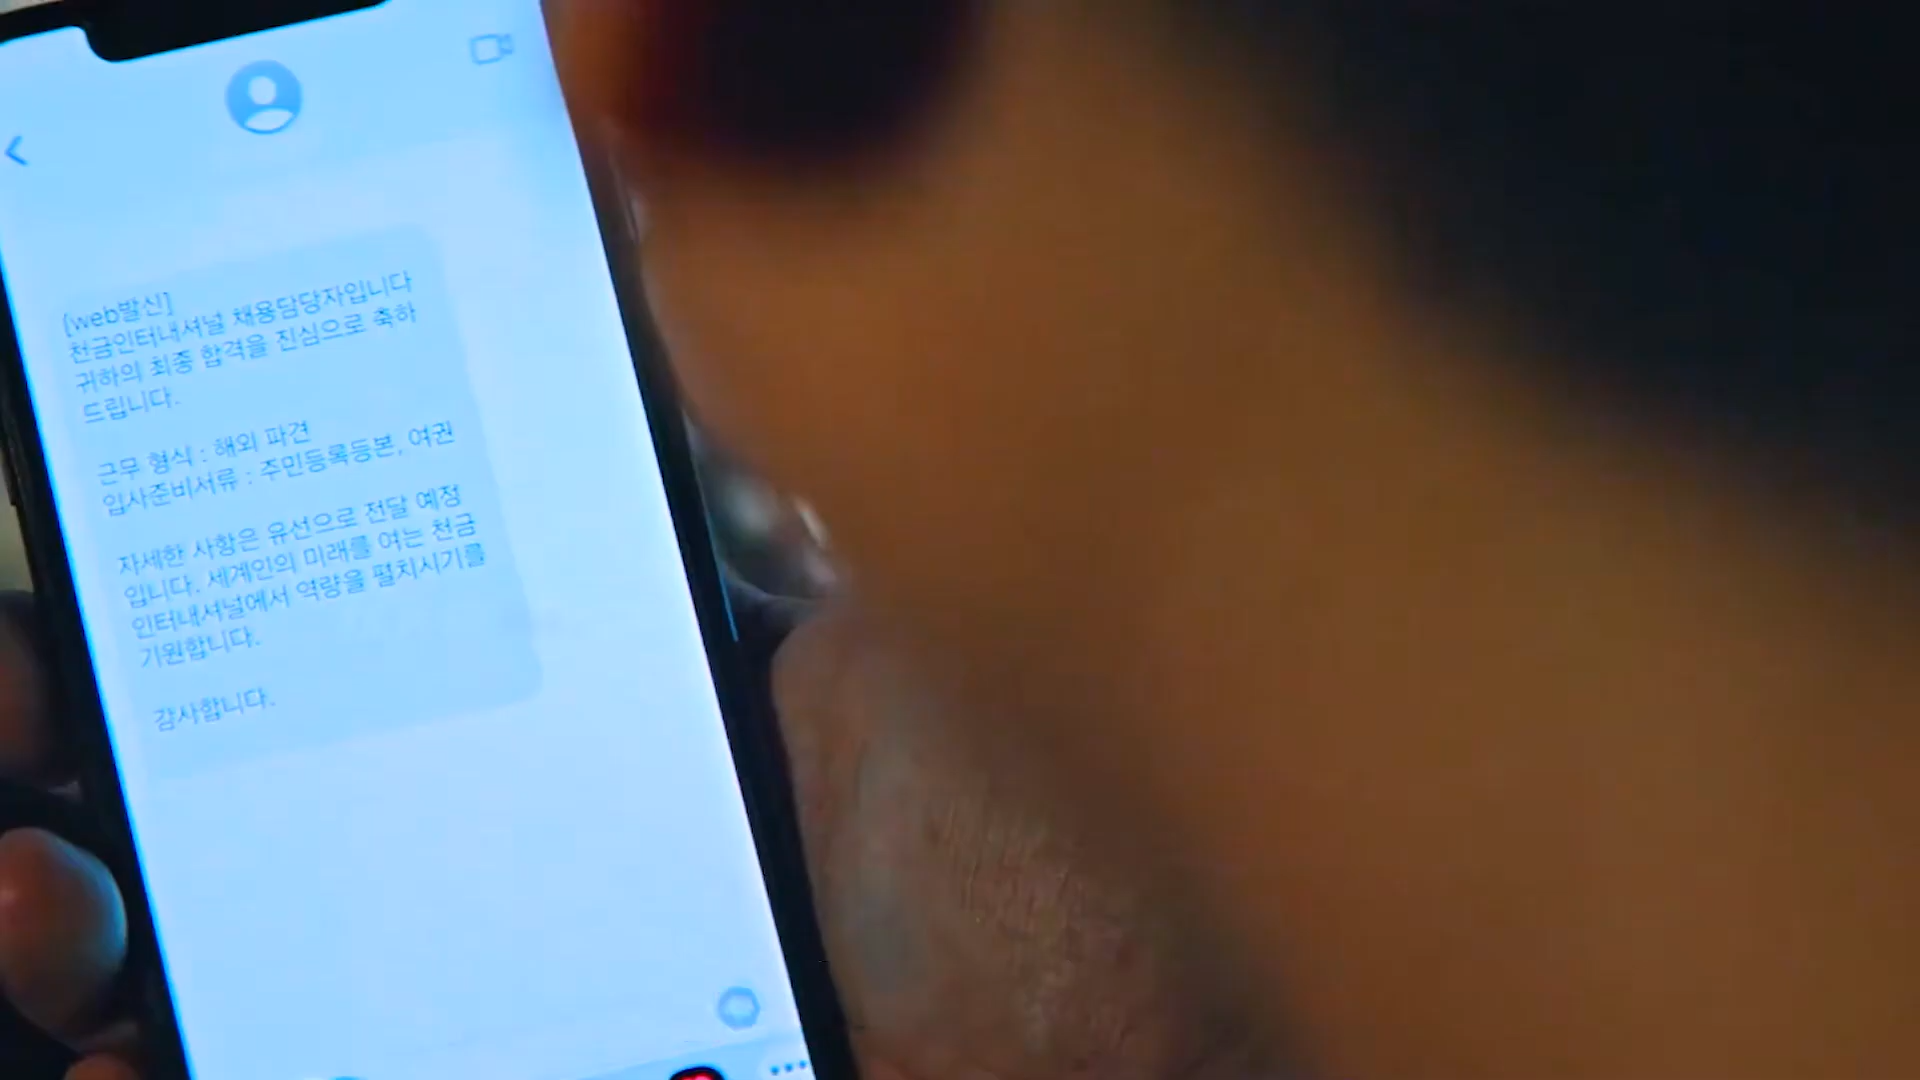 [web발신]
천금인터내셔널 채용담당자입니다
귀하의 최종 합격을 진심으로 축하
드립니다.
근무 형식 : 해외 파견
입사준비서류 : 주민등록등본, 여권
자세한 사항은 유선으로 전달 예정
입니다. 세계인의 미래를 여는 천금
인터내셔널에서 역량을 펼치시기를
기원합니다.
감사합니다.